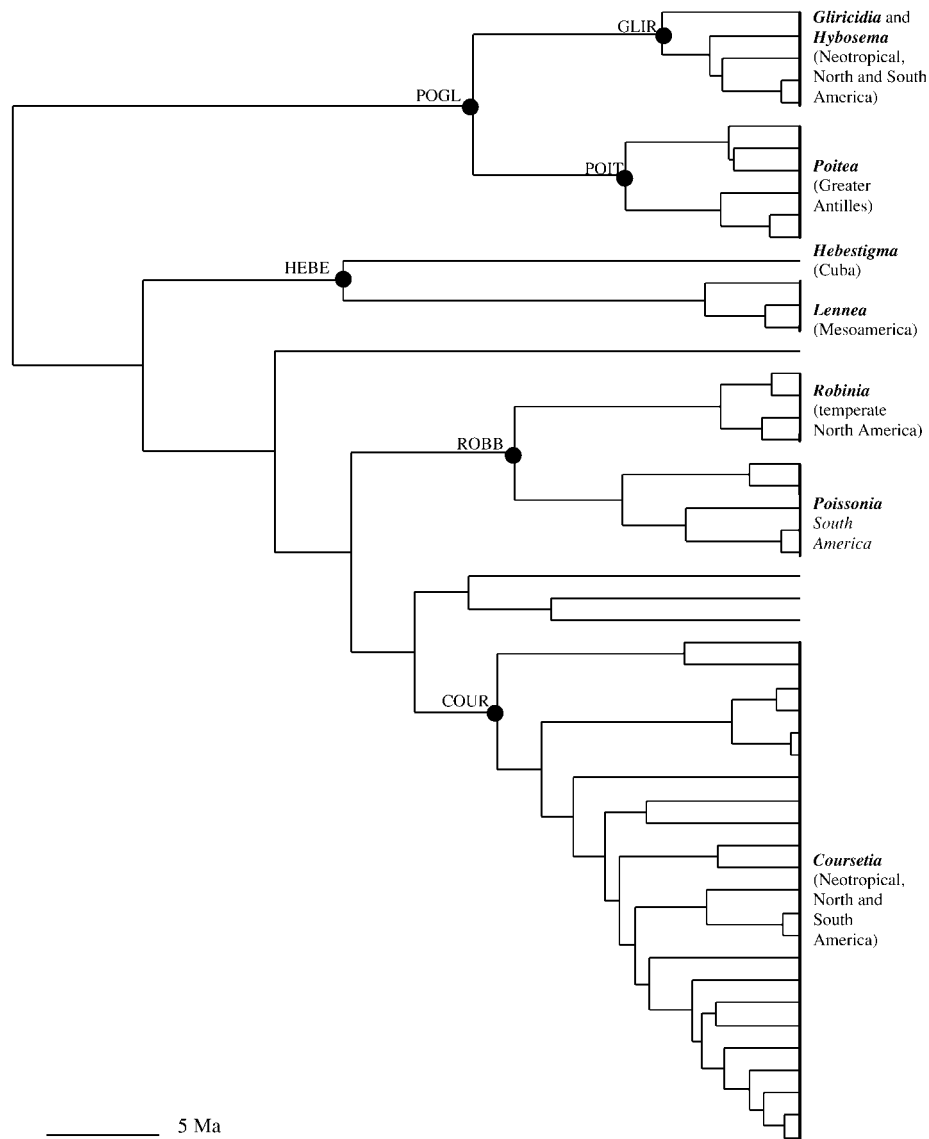 GLIR
Gliricidia and
Hybosema
(Neotropical,
North and South
America)
POGL
POIT
Poitea
(Greater
Antilles)
HEBE
Hebestigma
(Cuba)
Lennea
(Mesoamerica)
Robinia
(temperate
North America)
ROBB
Poissonia
South
America
COUR
Coursetia
(Neotropical,
North and
South
America)
5 Ma